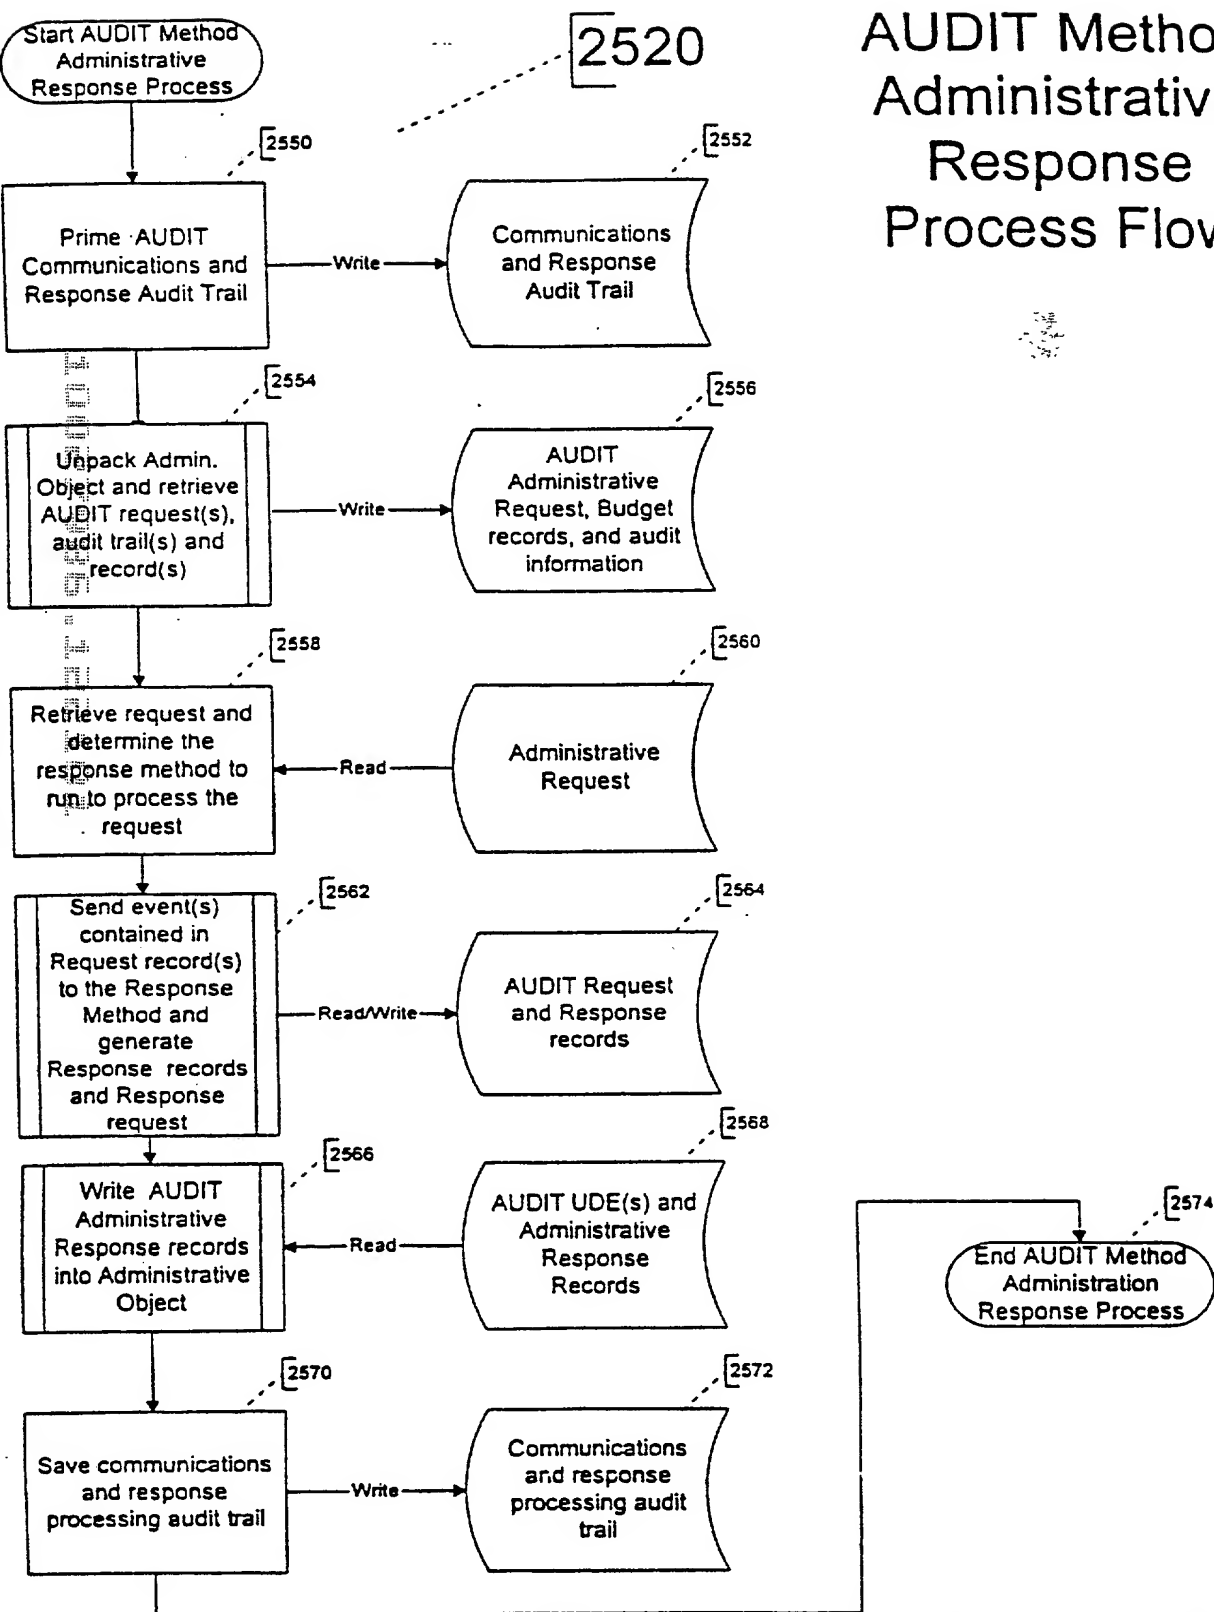 Start AUDIT Method
Administrative
Response Process
2520
AUDIT Metho
Administrativ
Response
Process Flow
2550
Prime AUDIT
Communications and
Response Audit Trail
Write
2552
Communications
and Response
Audit Trail
2554
Unpack Admin.
Object and retrieve
AUDIT request(s),
audit trail(s) and
record(s)
Write
2556
AUDIT
Administrative
Request, Budget
records, and audit
information
2558
Retrieve request and
determine the
response method to
run to process the
request
Read
2560
Administrative
Request
2562
Send event(s)
contained in
Request record(s)
to the Response
Method and
generate
Response records
and Response
request
Read/Write
2564
AUDIT Request
and Response
records
2566
Write AUDIT
Administrative
Response records
into Administrative
Object
Read
2568
AUDIT UDE(s) and
Administrative
Response
Records
2570
Save communications
and response
processing audit trail
Write
2572
Communications
and response
processing audit
trail
2574
End AUDIT Method
Administration
Response Process